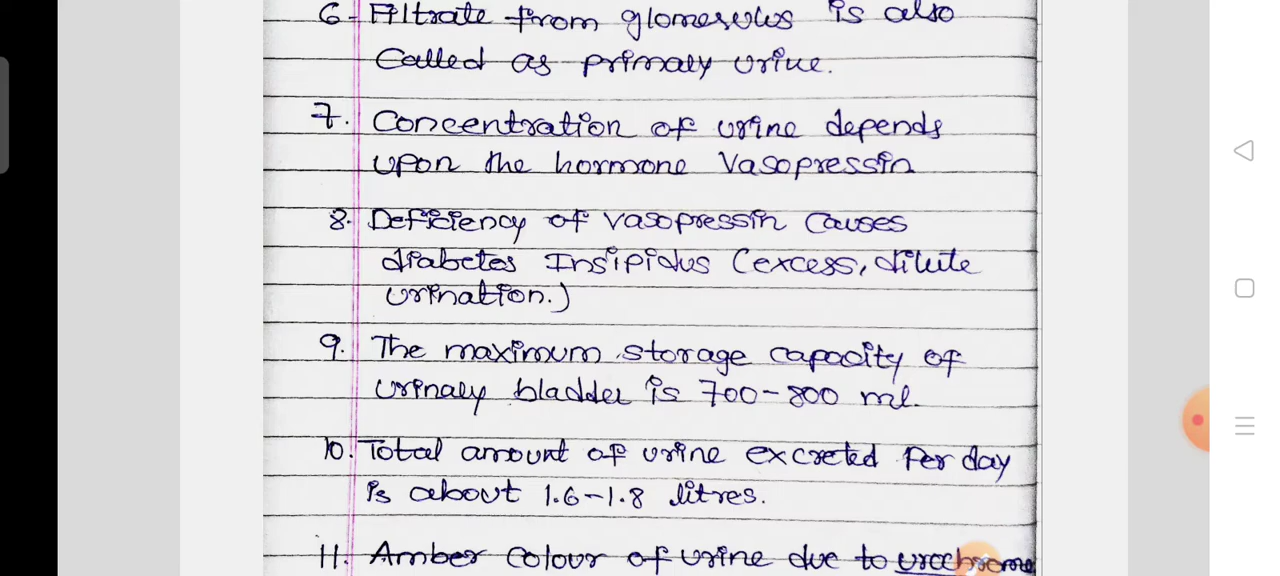 6- Filtrate from glomerulus is also
Called as primary urine.
7. Concentration of urine depends
upon the hormone Vasopressin
8. Deficiency of vasopressin causes
diabetes Insipidus (excess, dilute
urination.)
9. The maximum storage capacity of
urinary bladder is 700-800 ml.
10. Total amount of urine excreted per day
is about 1.6-1.8 litres.
11. Amber colour of urine due to urochrome